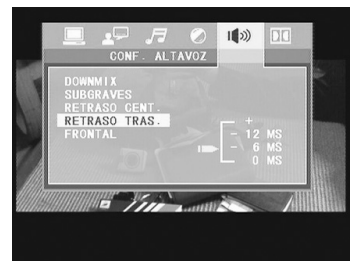 CONF. ALTAVOZ
DOWNMIX
SUBGRAVES
RETRASO CENT.
RETRASO TRAS.
FRONTAL
+
- 12 MS
- 6 MS
0 MS